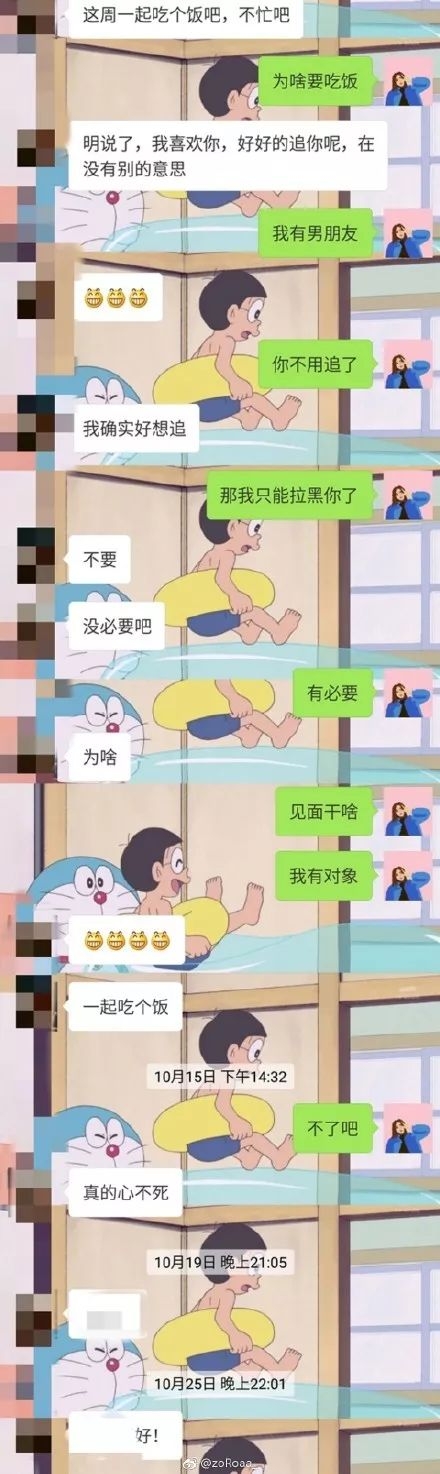 这周一起吃个饭吧，不忙吧
为啥要吃饭
明说了，我喜欢你，好好的追你呢，在
没有别的意思
我有男朋友
你不用追了
我确实好想追
那我只能拉黑你了
不要
没必要吧
有必要
为啥
见面干啥
我有对象
一起吃个饭
10月15日 下午14:32
不了吧
真的心不死
10月19日 晚上21:05
10月25日 晚上22:01
好！
@zoRoaa